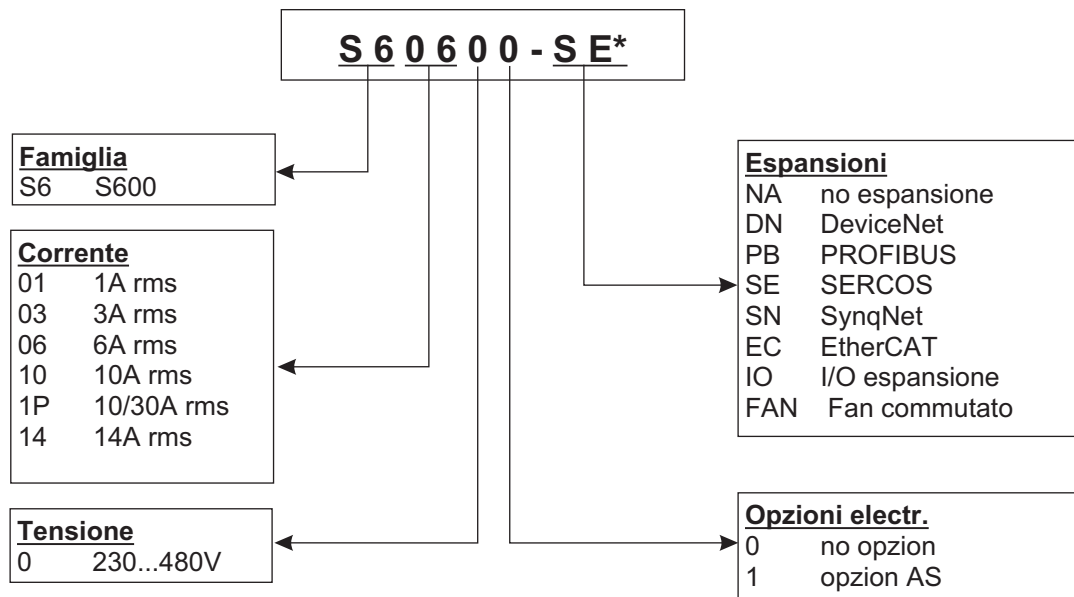 S 6 0 6 0 0 - S E*
Famiglia
S6 S600
Corrente
01 1A rms
03 3A rms
06 6A rms
10 10A rms
1P 10/30A rms
14 14A rms
Tensione
0 230...480V
Espansioni
NA no espansione
DN DeviceNet
PB PROFIBUS
SE SERCOS
SN SynqNet
EC EtherCAT
IO I/O espansione
FAN Fan commutato
Opzioni electr.
0 no opzion
1 opzion AS